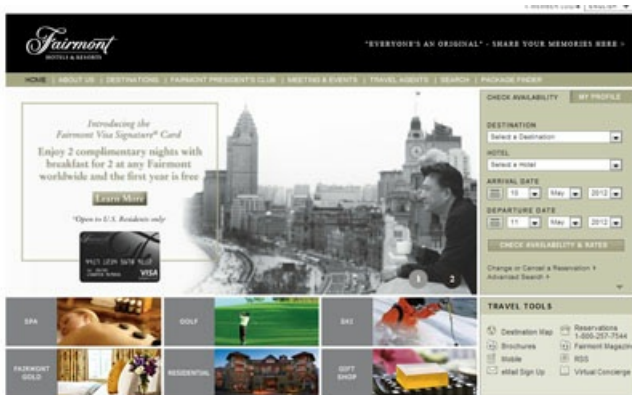 MEMBER LOGIN ENGLISH
Fairmont
HOTELS & RESORTS
"EVERYONE'S AN ORIGINAL" - SHARE YOUR MEMORIES HERE >
HOME | ABOUT US | DESTINATIONS | FAIRMONT PRESIDENT'S CLUB | MEETING & EVENTS | TRAVEL AGENTS | SEARCH | PACKAGE FINDER
Introducing the
Fairmont Visa Signature® Card
Enjoy 2 complimentary nights with
breakfast for 2 at any Fairmont
worldwide and the first year is free
Learn More
*Open to U.S. Residents only
Fairmont
VISA
1 2
CHECK AVAILABILITY MY PROFILE
DESTINATION
Select a Destination
HOTEL
Select a Hotel
ARRIVAL DATE
10 May 2012
DEPARTURE DATE
11 May 2012
CHECK AVAILABILITY & RATES
Change or Cancel a Reservation >
Advanced Search >
SPA GOLF SKI
FAIRMONT
GOLD
RESIDENTIAL
GIFT
SHOP
TRAVEL TOOLS
Destination Map
Reservations
1-800-257-7544
Brochures Fairmont Magazine
Mobile RSS
eMail Sign Up Virtual Concierge